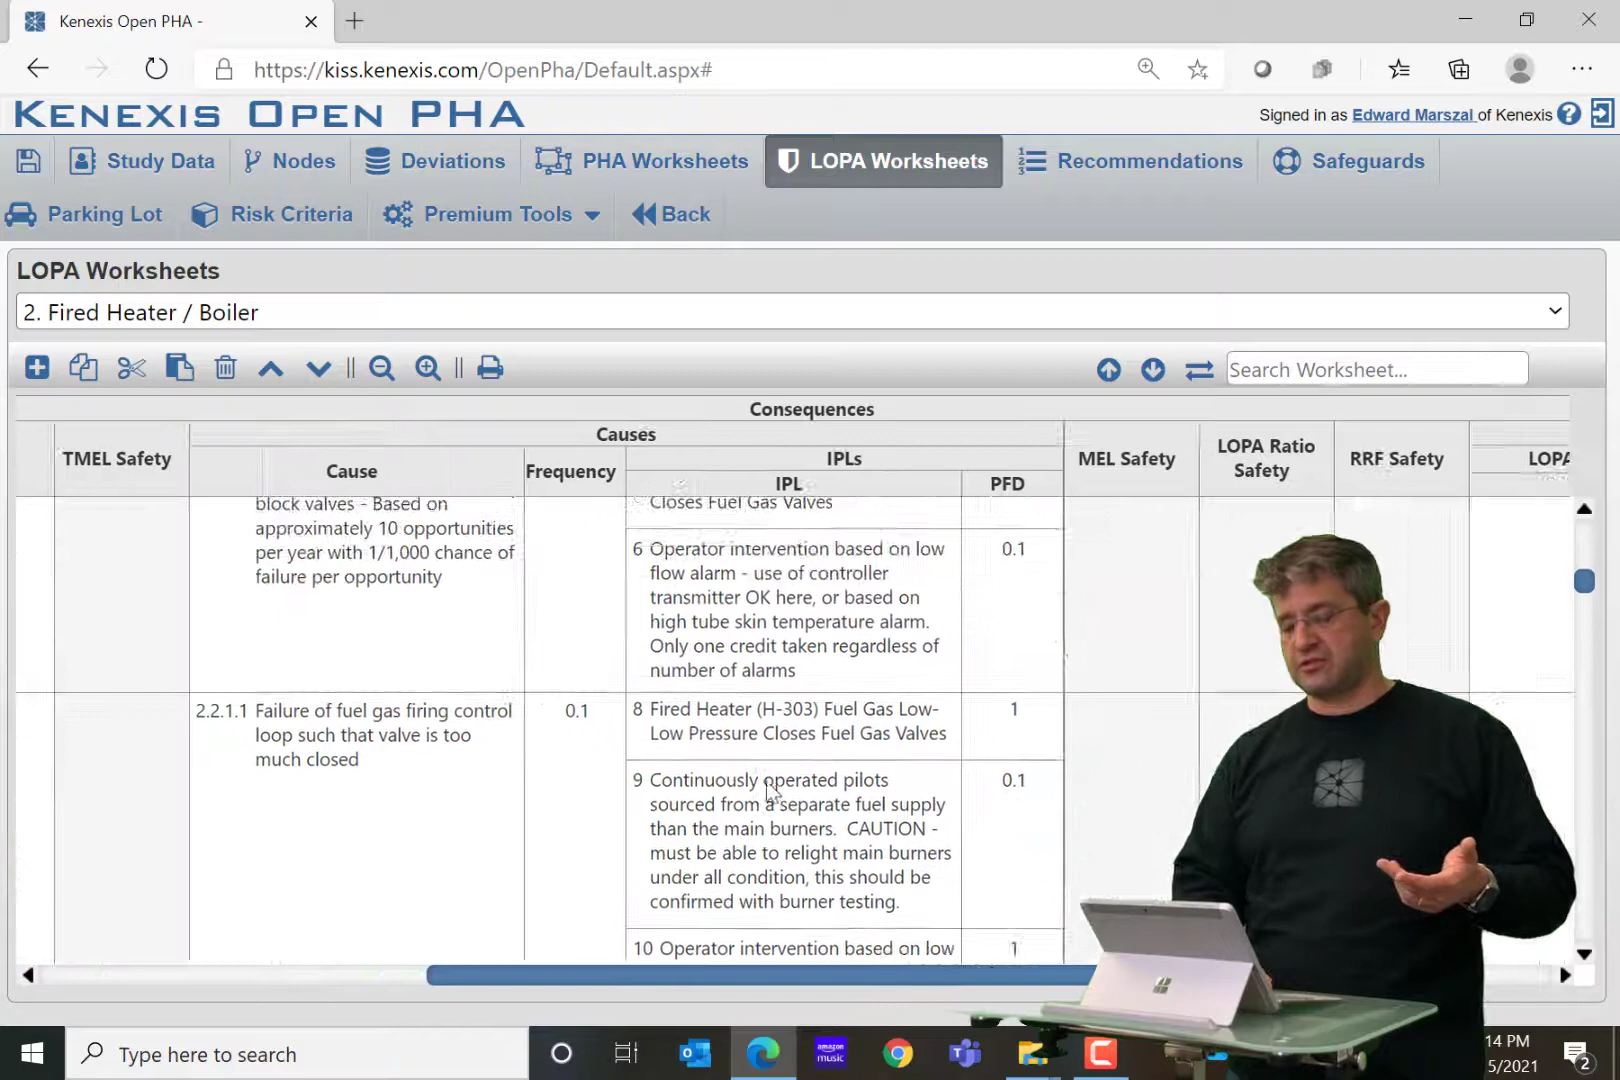 Kenexis Open PHA -
https://kiss.kenexis.com/OpenPha/Default.aspx#
KENEXIS OPEN PHA
Signed in as Edward Marszal of Kenexis
Study Data
Nodes
Deviations
PHA Worksheets
LOPA Worksheets
Recommendations
Safeguards
Parking Lot
Risk Criteria
Premium Tools
Back
LOPA Worksheets
2. Fired Heater / Boiler
Search Worksheet...
Consequences
Causes
TMEL Safety
Cause
Frequency
IPLs
IPL
PFD
MEL Safety
LOPA Ratio
Safety
RRF Safety
LOPA
block valves - Based on
approximately 10 opportunities
per year with 1/1,000 chance of
failure per opportunity
Closes Fuel Gas Valves
6 Operator intervention based on low
flow alarm - use of controller
transmitter OK here, or based on
high tube skin temperature alarm.
Only one credit taken regardless of
number of alarms
0.1
2.2.1.1 Failure of fuel gas firing control
loop such that valve is too
much closed
0.1
8 Fired Heater (H-303) Fuel Gas Low-
Low Pressure Closes Fuel Gas Valves
1
9 Continuously operated pilots
sourced from a separate fuel supply
than the main burners. CAUTION -
must be able to relight main burners
under all condition, this should be
confirmed with burner testing.
0.1
10 Operator intervention based on low
1
Type here to search
amazon
music
14 PM
5/2021
2